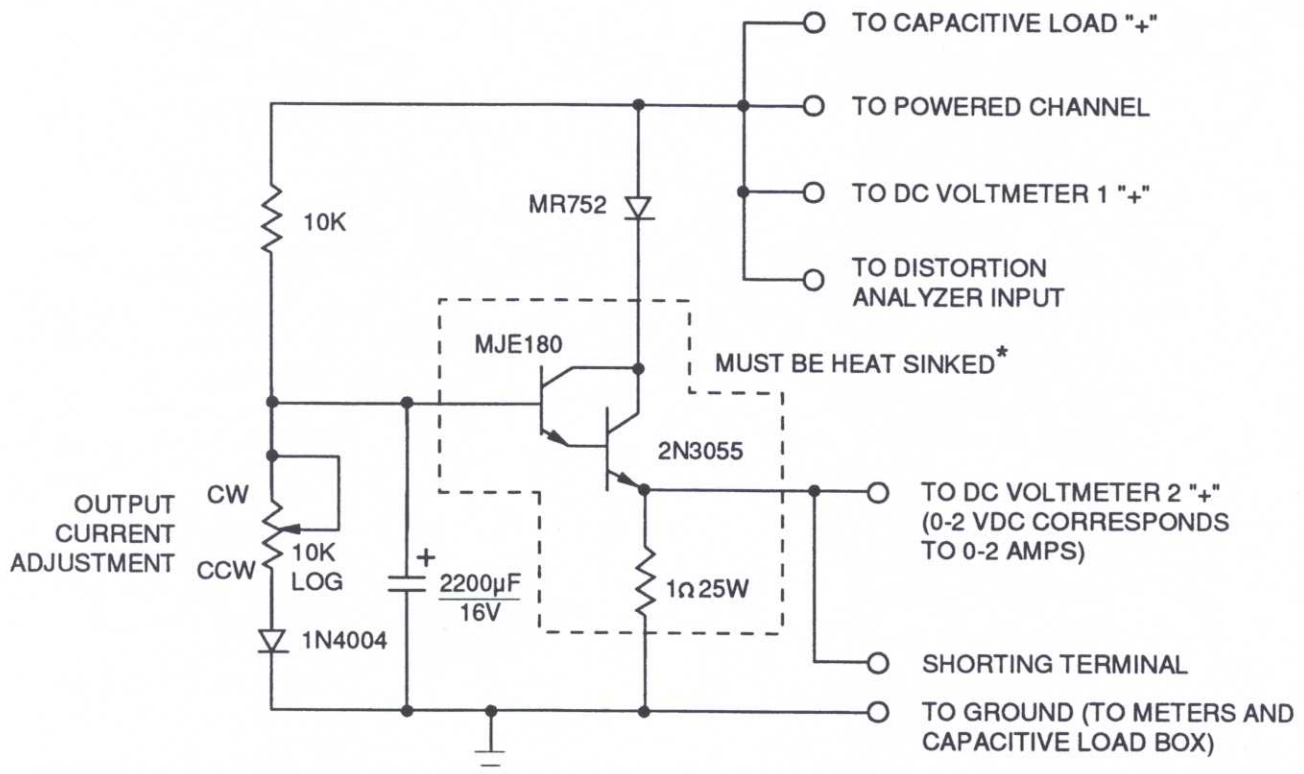 TO CAPACITIVE LOAD "+"
TO POWERED CHANNEL
MR752
TO DC VOLTMETER 1 "+"
10K
TO DISTORTION
ANALYZER INPUT
MJE180
MUST BE HEAT SINKED*
2N3055
OUTPUT
CURRENT
ADJUSTMENT
CW
CCW
10K
LOG
TO DC VOLTMETER 2 "+"
(0-2 VDC CORRESPONDS
TO 0-2 AMPS)
+
2200µF
16V
1Ω 25W
1N4004
SHORTING TERMINAL
TO GROUND (TO METERS AND
CAPACITIVE LOAD BOX)